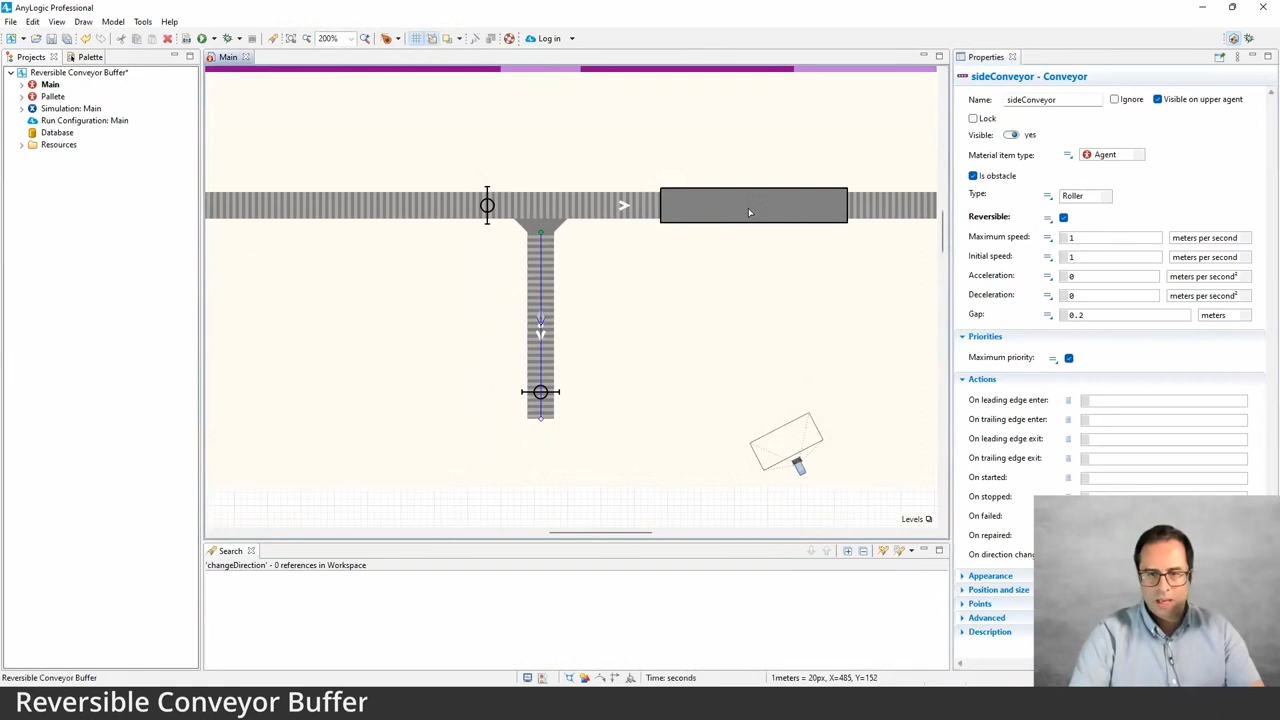 AnyLogic Professional
File Edit View Draw Model Tools Help
200% Log in
Projects Palette Main Properties
Reversible Conveyor Buffer*
Main
Pallete
Simulation: Main
Run Configuration: Main
Database
Resources
sideConveyor - Conveyor
Name: sideConveyor Ignore Visible on upper agent
Lock
Visible: yes
Material item type: Agent
Is obstacle
Type: Roller
Reversible:
Maximum speed: 1 meters per second
Initial speed: 1 meters per second
Acceleration: 0 meters per second²
Deceleration: 0 meters per second²
Gap: 0.2 meters
Priorities
Maximum priority:
Actions
On leading edge enter:
On trailing edge enter:
On leading edge exit:
On trailing edge exit:
On started:
On stopped:
On failed:
On repaired:
On direction chang
Appearance
Position and size
Points
Advanced
Description
Levels
Search
'changeDirection' - 0 references in Workspace
Reversible Conveyor Buffer Time: seconds 1meters = 20px, X=485, Y=152
Reversible Conveyor Buffer